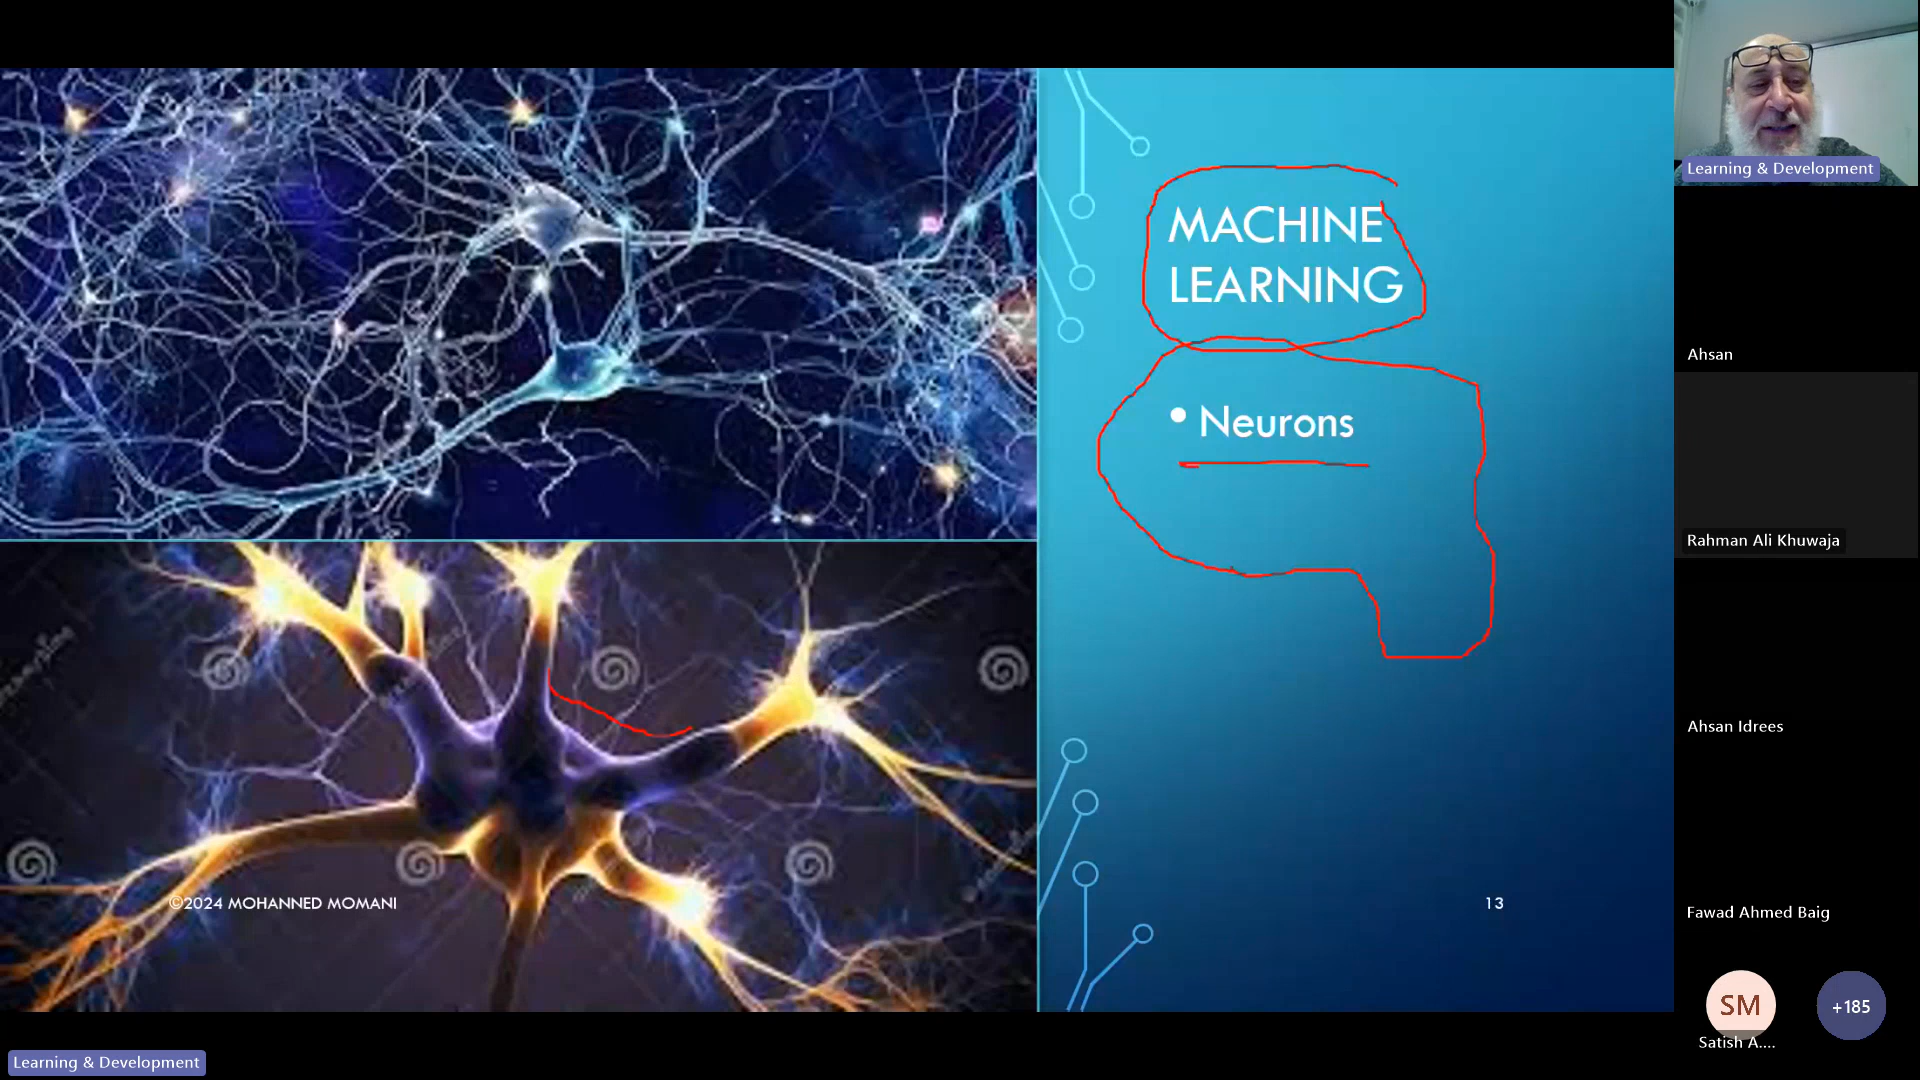 MACHINE
LEARNING
• Neurons
©2024 MOHANNED MOMANI
13
Learning & Development
Ahsan
Rahman Ali Khuwaja
Ahsan Idrees
Fawad Ahmed Baig
SM
Satish A....
+185
Learning & Development